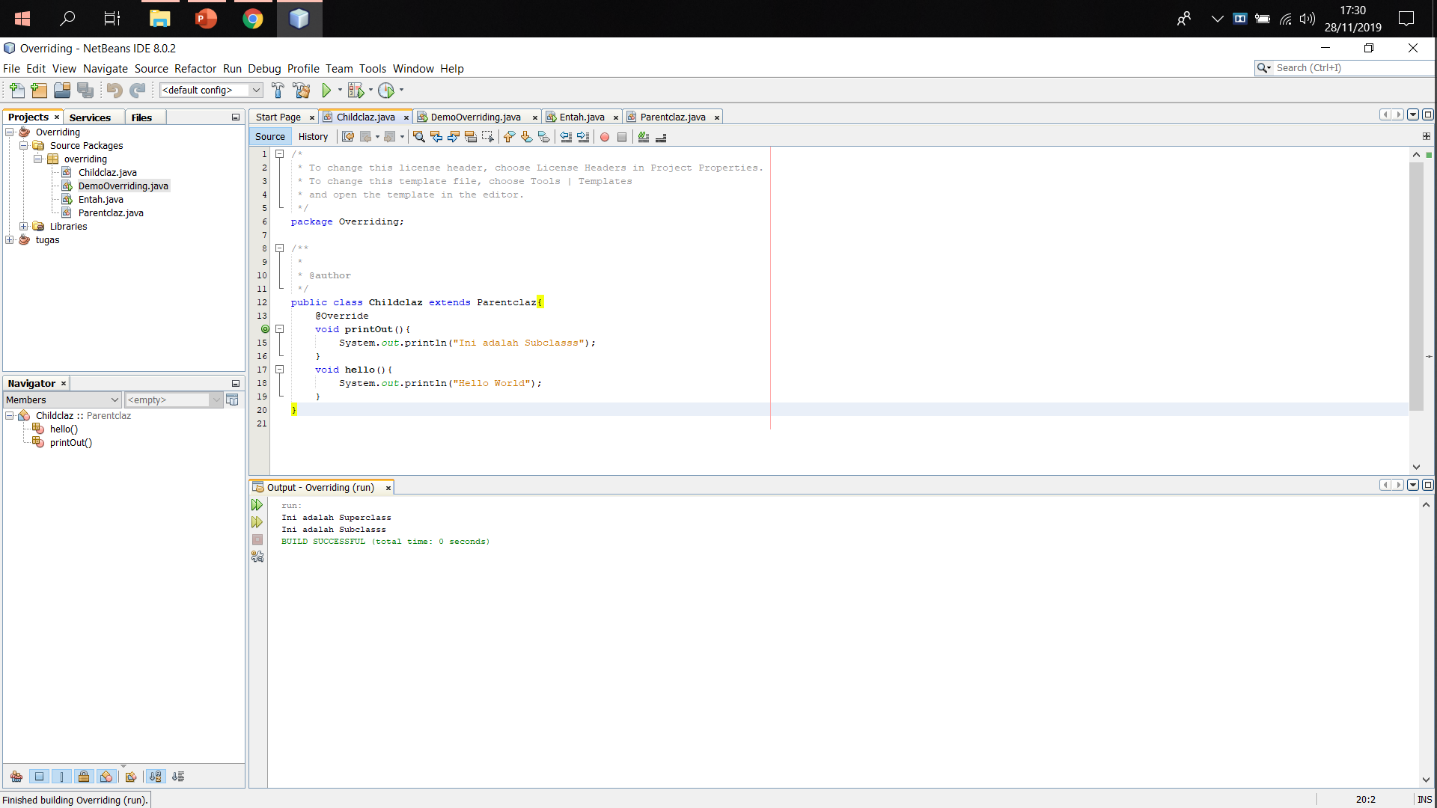 17:30
28/11/2019
Overriding - NetBeans IDE 8.0.2
File Edit View Navigate Source Refactor Run Debug Profile Team Tools Window Help
Search (Ctrl+I)
<default config>
Projects × Services Files
Overriding
Source Packages
overriding
Childclaz.java
DemoOverriding.java
Entah.java
Parentclaz.java
Libraries
tugas
Navigator ×
Members <empty>
Childclaz :: Parentclaz
hello()
printOut()
Start Page × Childclaz.java × DemoOverriding.java × Entah.java × Parentclaz.java ×
Source History
1 /*
2 * To change this license header, choose License Headers in Project Properties.
3 * To change this template file, choose Tools | Templates
4 * and open the template in the editor.
5 */
6 package Overriding;
7
8 /**
9 *
10 * @author
11 */
12 public class Childclaz extends Parentclaz{
13 @Override
void printOut(){
15 System.out.println("Ini adalah Subclasss");
16 }
17 void hello(){
18 System.out.println("Hello World");
19 }
20 }
21
Output - Overriding (run) ×
run:
Ini adalah Superclass
Ini adalah Subclasss
BUILD SUCCESSFUL (total time: 0 seconds)
Finished building Overriding (run).
20:2 INS